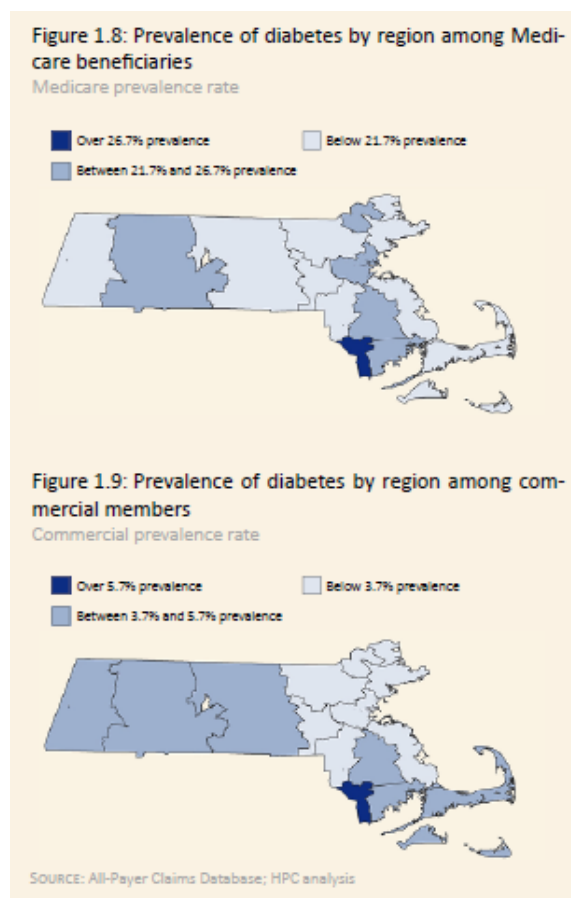 Figure 1.8: Prevalence of diabetes by region among Medi-
care beneficiaries
Medicare prevalence rate
Over 26.7% prevalence
Below 21.7% prevalence
Between 21.7% and 26.7% prevalence
Figure 1.9: Prevalence of diabetes by region among com-
mercial members
Commercial prevalence rate
Over 5.7% prevalence
Below 3.7% prevalence
Between 3.7% and 5.7% prevalence
SOURCE: All-Payer Claims Database; HPC analysis